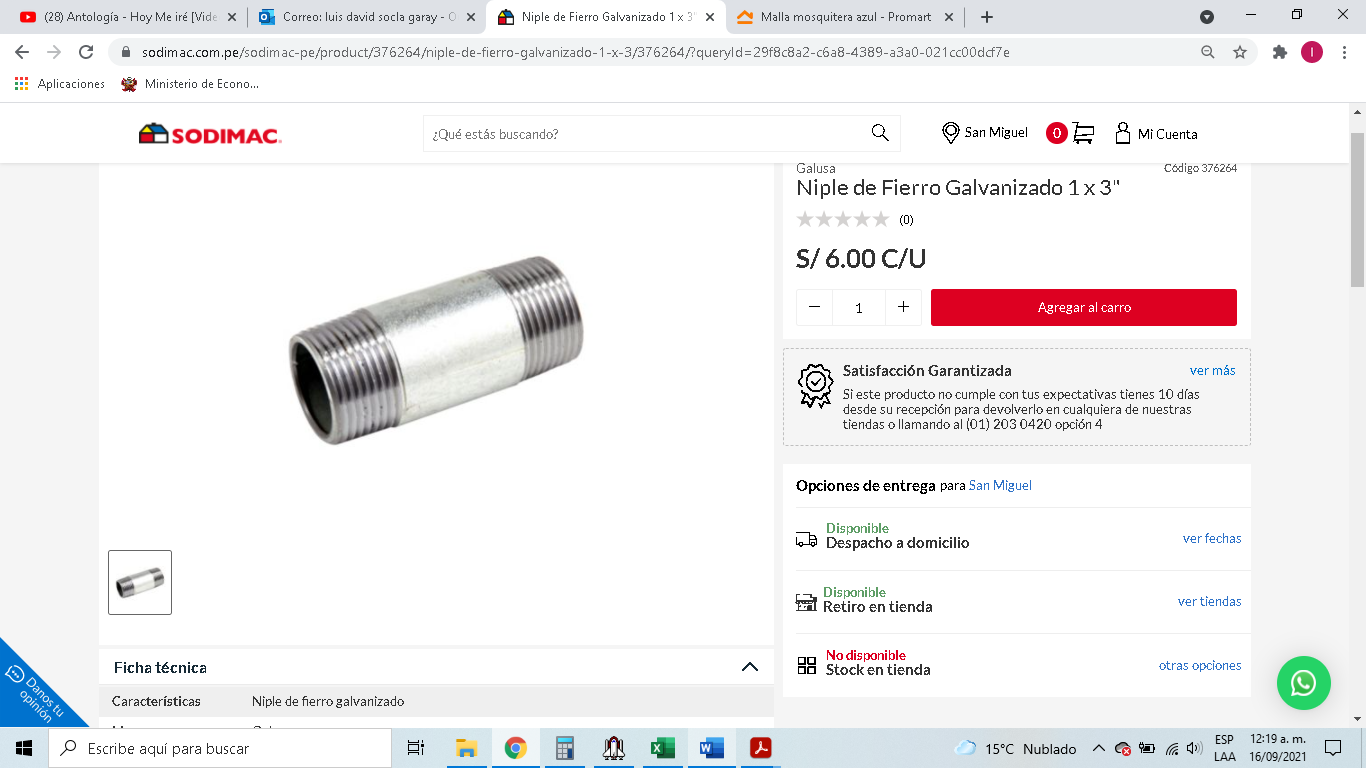 (28) Antología - Hoy Me iré [Vide
Correo: luis david socla garay - O
Niple de Fierro Galvanizado 1 x 3"
Malla mosquitera azul - Promart
sodimac.com.pe/sodimac-pe/product/376264/niple-de-fierro-galvanizado-1-x-3/376264/?queryId=29f8c8a2-c6a8-4389-a3a0-021cc00dcf7e
I
Aplicaciones
Ministerio de Econo...
SODIMAC
¿Qué estás buscando?
San Miguel
0
Mi Cuenta
Galusa
Código 376264
Niple de Fierro Galvanizado 1 x 3"
(0)
S/ 6.00 C/U
1
Agregar al carro
Satisfacción Garantizada
ver más
Si este producto no cumple con tus expectativas tienes 10 días
desde su recepción para devolverlo en cualquiera de nuestras
tiendas o llamando al (01) 203 0420 opción 4
Opciones de entrega para San Miguel
Disponible
Despacho a domicilio
ver fechas
Disponible
Retiro en tienda
ver tiendas
No disponible
Stock en tienda
otras opciones
Ficha técnica
Características
Niple de fierro galvanizado
Danos tu
opinión
Escribe aquí para buscar
15°C Nublado
ESP
LAA
12:19 a. m.
16/09/2021